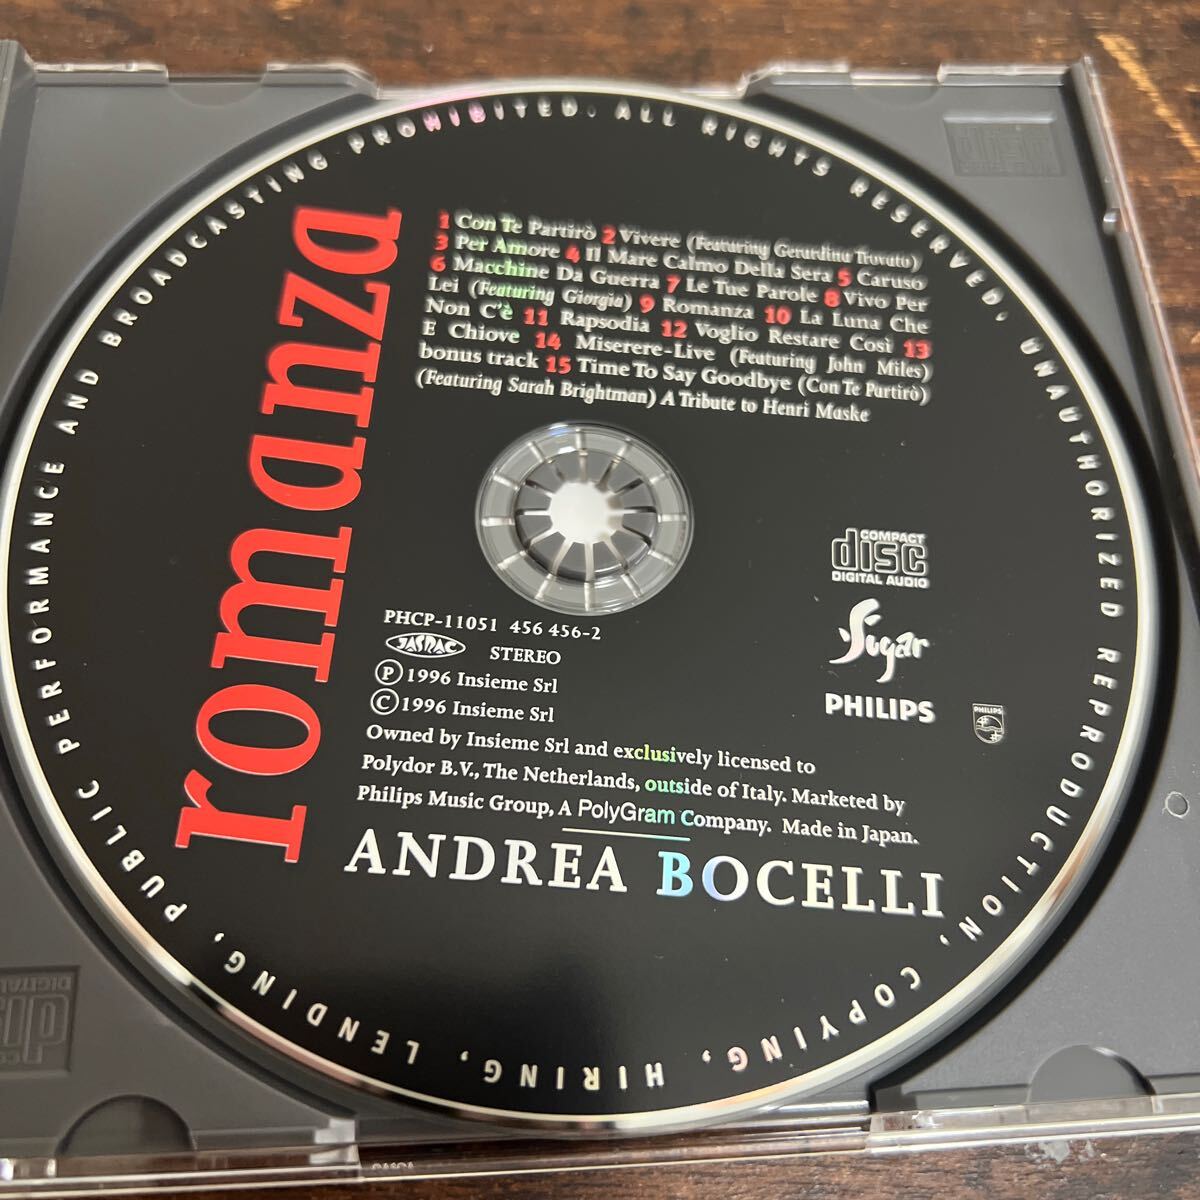 PUBLIC PERFORMANCE AND BROADCASTING PROHIBITED. ALL RIGHTS RESERVED. UNAUTHORIZED REPRODUCTION, COPYING, HIRING, LENDING,
romanza
1 Con Te Partirò 2 Vivere (Featuring Gerardina Trovato)
3 Per Amore 4 Il Mare Calmo Della Sera 5 Caruso
6 Macchine Da Guerra 7 Le Tue Parole 8 Vivo Per
Lei (Featuring Giorgia) 9 Romanza 10 La Luna Che
Non C'è 11 Rapsodia 12 Voglio Restare Così 13
E Chiove 14 Miserere-Live (Featuring John Miles)
bonus track 15 Time To Say Goodbye (Con Te Partirò)
(Featuring Sarah Brightman) A Tribute to Henri Maske
COMPACT
disc
DIGITAL AUDIO
Sugar
PHILIPS
PHILIPS
PHCP-11051 456 456-2
JASRAC STEREO
Ⓟ 1996 Insieme Srl
© 1996 Insieme Srl
Owned by Insieme Srl and exclusively licensed to
Polydor B.V., The Netherlands, outside of Italy. Marketed by
Philips Music Group, A PolyGram Company. Made in Japan.
ANDREA BOCELLI
disc
disc